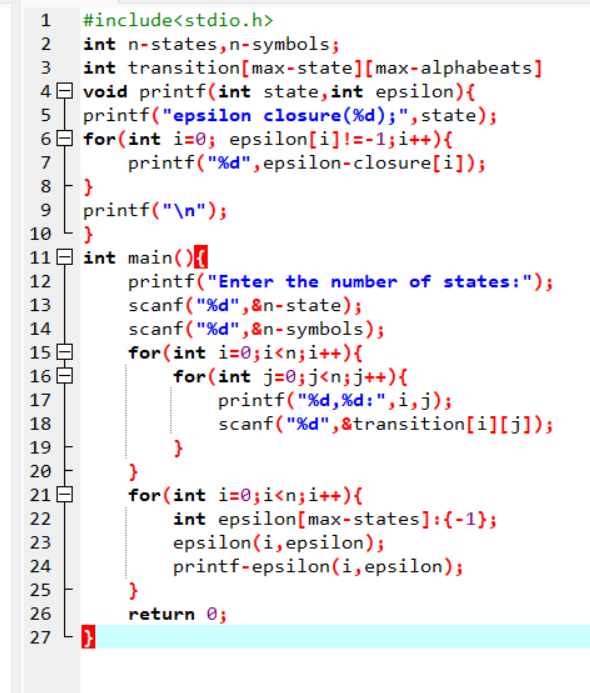 1 #include<stdio.h>
2 int n-states,n-symbols;
3 int transition[max-state][max-alphabeats]
4 void printf(int state,int epsilon){
5 printf("epsilon closure(%d);",state);
6 for(int i=0; epsilon[i]!=-1;i++){
7     printf("%d",epsilon-closure[i]);
8 }
9 printf("\n");
10 }
11 int main(){
12     printf("Enter the number of states:");
13     scanf("%d",&n-state);
14     scanf("%d",&n-symbols);
15     for(int i=0;i<n;i++){
16         for(int j=0;j<n;j++){
17             printf("%d,%d:",i,j);
18             scanf("%d",&transition[i][j]);
19         }
20     }
21     for(int i=0;i<n;i++){
22         int epsilon[max-states]:{-1};
23         epsilon(i,epsilon);
24         printf-epsilon(i,epsilon);
25     }
26     return 0;
27 }